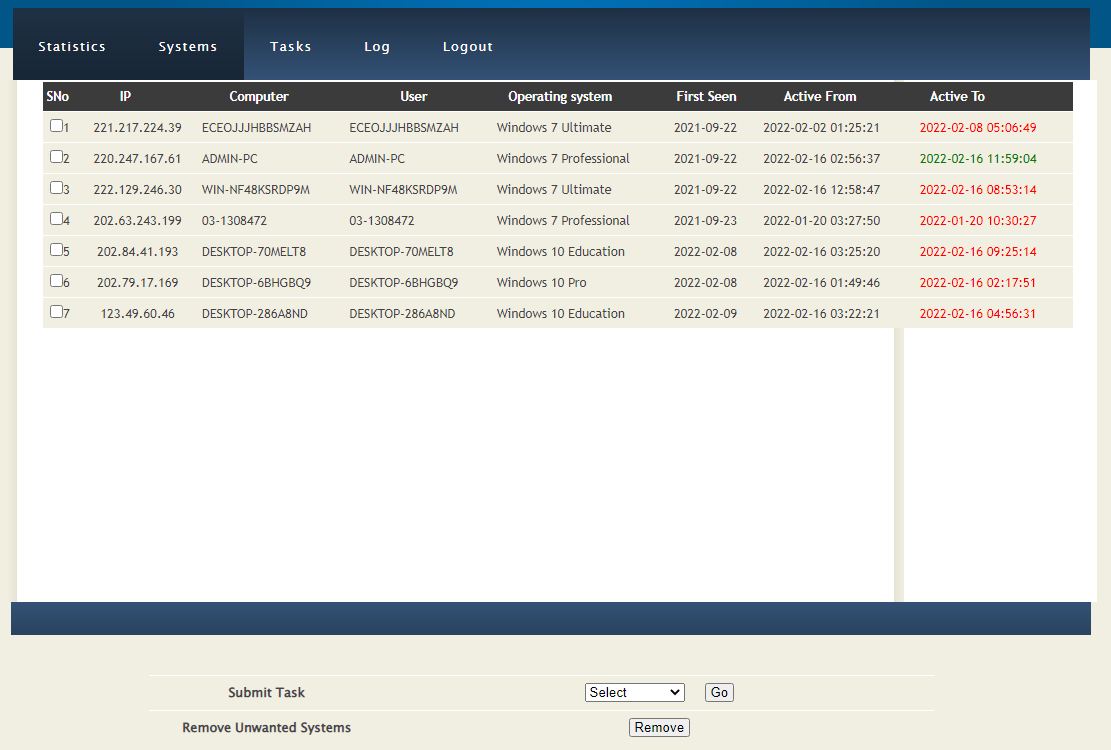 Statistics Systems Tasks Log Logout
SNo IP Computer User Operating system First Seen Active From Active To
1 221.217.224.39 ECEOJJJHBBSMZAH ECEOJJJHBBSMZAH Windows 7 Ultimate 2021-09-22 2022-02-02 01:25:21 2022-02-08 05:06:49
2 220.247.167.61 ADMIN-PC ADMIN-PC Windows 7 Professional 2021-09-22 2022-02-16 02:56:37 2022-02-16 11:59:04
3 222.129.246.30 WIN-NF48KSRDP9M WIN-NF48KSRDP9M Windows 7 Ultimate 2021-09-22 2022-02-16 12:58:47 2022-02-16 08:53:14
4 202.63.243.199 03-1308472 03-1308472 Windows 7 Professional 2021-09-23 2022-01-20 03:27:50 2022-01-20 10:30:27
5 202.84.41.193 DESKTOP-70MELT8 DESKTOP-70MELT8 Windows 10 Education 2022-02-08 2022-02-16 03:25:20 2022-02-16 09:25:14
6 202.79.17.169 DESKTOP-6BHGBQ9 DESKTOP-6BHGBQ9 Windows 10 Pro 2022-02-08 2022-02-16 01:49:46 2022-02-16 02:17:51
7 123.49.60.46 DESKTOP-286A8ND DESKTOP-286A8ND Windows 10 Education 2022-02-09 2022-02-16 03:22:21 2022-02-16 04:56:31
Submit Task Select Go
Remove Unwanted Systems Remove